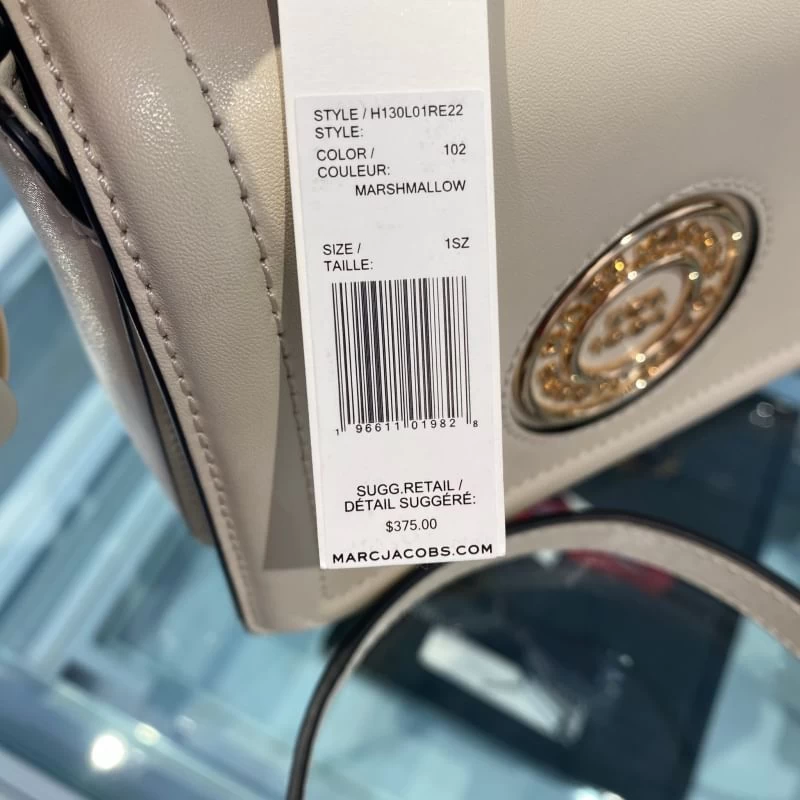 STYLE / H130L01RE22
STYLE:
COLOR / 102
COULEUR:
MARSHMALLOW
SIZE / 1SZ
TAILLE:
1 96611 01982 8
SUGG.RETAIL /
DÉTAIL SUGGÉRÉ:
$375.00
MARCJACOBS.COM